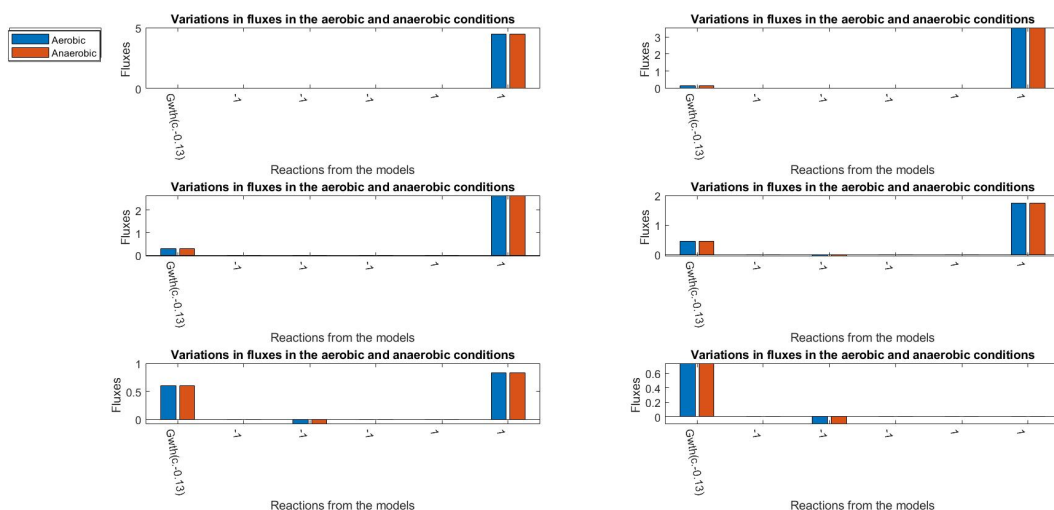 Aerobic
Anaerobic
Variations in fluxes in the aerobic and anaerobic conditions
Fluxes
5
0
Gwth(c.-0.13)
-1
-1
-1
1
1
Reactions from the models
Variations in fluxes in the aerobic and anaerobic conditions
Fluxes
3
2
1
0
Gwth(c.-0.13)
-1
-1
-1
1
1
Reactions from the models
Variations in fluxes in the aerobic and anaerobic conditions
Fluxes
2
1
0
Gwth(c.-0.13)
-1
-1
-1
1
1
Reactions from the models
Variations in fluxes in the aerobic and anaerobic conditions
Fluxes
2
1
0
Gwth(c.-0.13)
-1
-1
-1
1
1
Reactions from the models
Variations in fluxes in the aerobic and anaerobic conditions
Fluxes
1
0.5
0
Gwth(c.-0.13)
-1
-1
-1
1
1
Reactions from the models
Variations in fluxes in the aerobic and anaerobic conditions
Fluxes
0.6
0.4
0.2
0
Gwth(c.-0.13)
-1
-1
-1
1
1
Reactions from the models